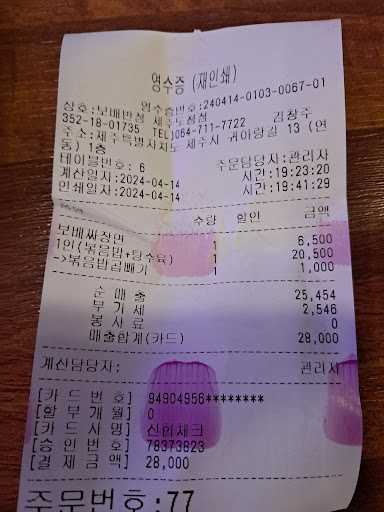 영수증 (재인쇄)
영수증번호:240414-0103-0067-01
상호:보배반점 제주도청점
352-18-01735 TEL)064-711-7722 김창주
주소:제주특별자치도 제주시 귀아랑길 13 (연
동) 1층
테이블번호: 6 주문담당자:관리자
계산일자:2024-04-14 시간:19:23:20
인쇄일자:2024-04-14 시간:19:41:29
수량 할인 금액
보배짜장면 1 6,500
1인(볶음밥+탕수육) 1 20,500
->볶음밥곱빼기 1 1,000
순 매 출 25,454
부 가 세 2,546
봉 사 료 0
매출합계(카드) 28,000
계산담당자: 관리자
[카 드 번 호] 94904956********
[할 부 개 월] 0
[카 드 사 명] 신협체크
[승 인 번 호] 78373823
[결 제 금 액] 28,000
주문번호:77